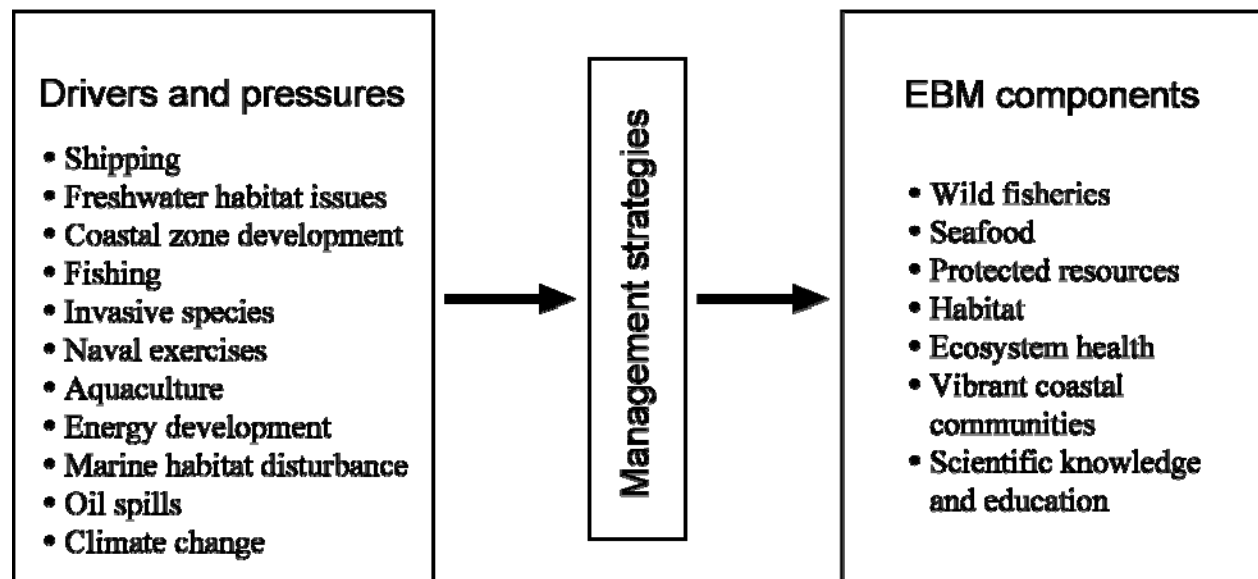 Drivers and pressures
• Shipping
• Freshwater habitat issues
• Coastal zone development
• Fishing
• Invasive species
• Naval exercises
• Aquaculture
• Energy development
• Marine habitat disturbance
• Oil spills
• Climate change
Management strategies
EBM components
• Wild fisheries
• Seafood
• Protected resources
• Habitat
• Ecosystem health
• Vibrant coastal
communities
• Scientific knowledge
and education